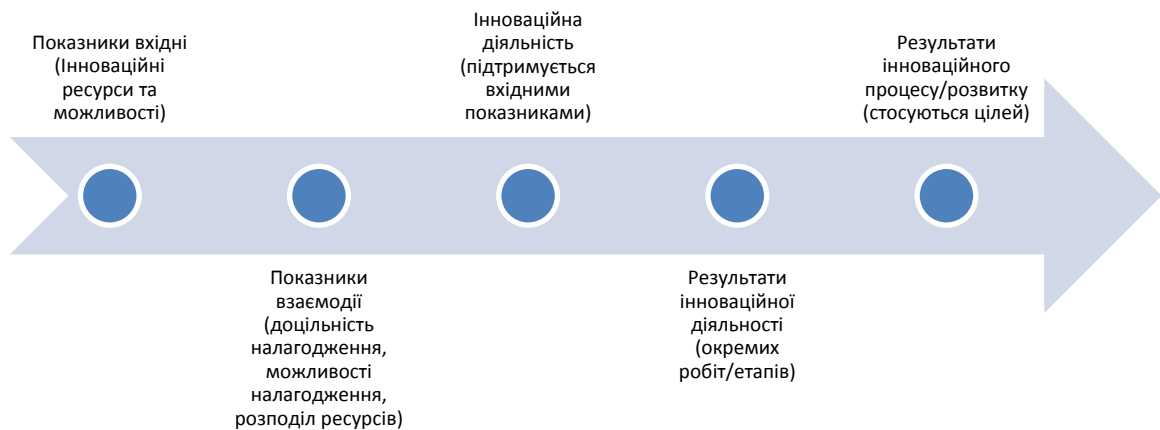 Показники вхідні
(Інноваційні
ресурси та
можливості)
Показники
взаємодії
(доцільність
налагодження,
можливості
налагодження,
розподіл ресурсів)
Інноваційна
діяльність
(підтримується
вхідними
показниками)
Результати
інноваційної
діяльності
(окремих
робіт/етапів)
Результати
інноваційного
процесу/розвитку
(стосуються цілей)